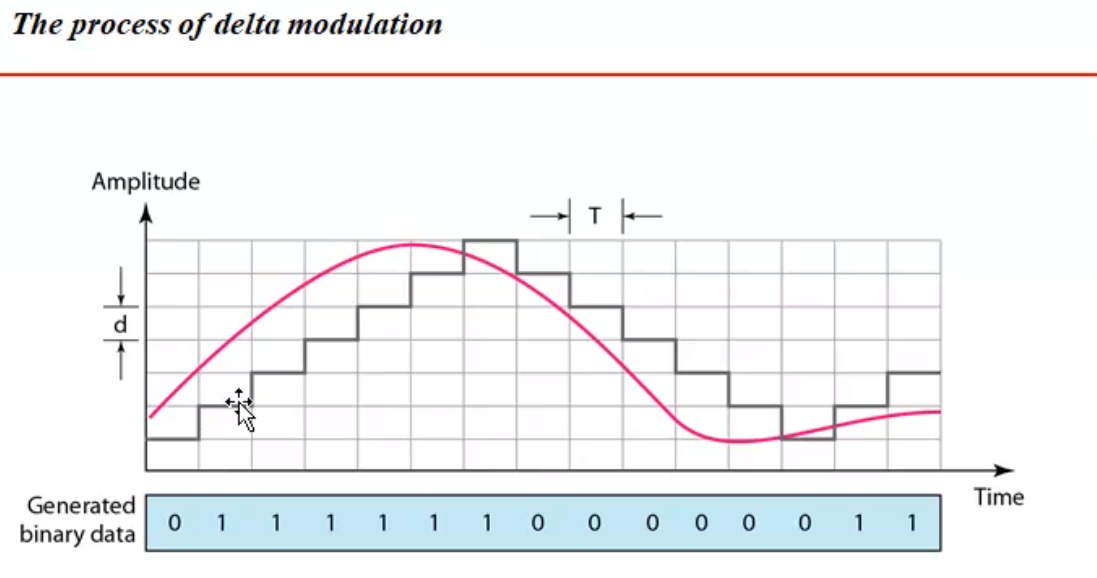 The process of delta modulation
Amplitude
T
d
Time
Generated
binary data
0 1 1 1 1 1 1 0 0 0 0 0 0 1 1